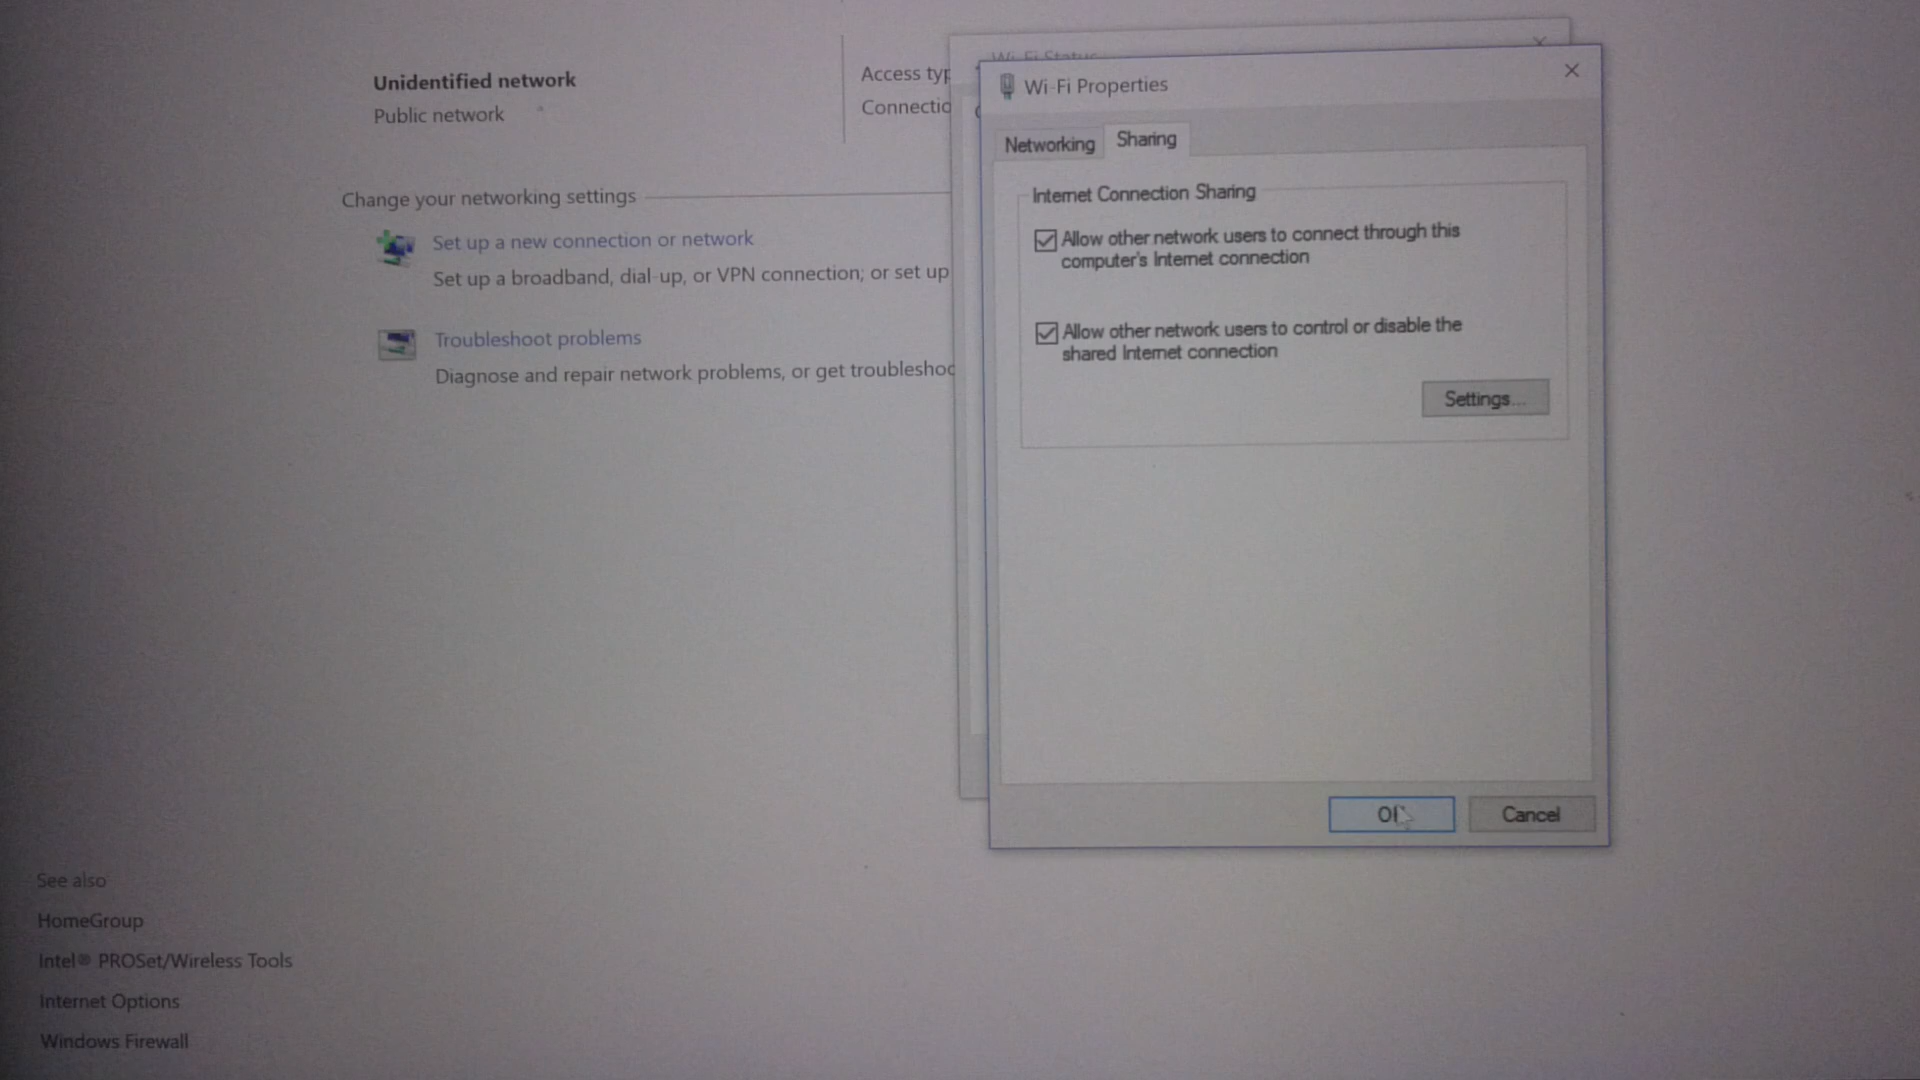 Unidentified network
Public network
Access
Change your networking settings
Set up a new connection or network
Set up a broadband, dial-up, or VPN connection; or set up
Troubleshoot problems
Diagnose and repair network problems, or get
See also
HomeGroup
Intel® PROSet/Wireless Tools
Internet Options
Windows Firewall
Wi-Fi Status
Wi-Fi Properties
Networking
Sharing
Internet Connection Sharing
Allow other network users to connect through this
computer's Internet connection
Allow other network users to control or disable the
shared Internet connection
Settings...
Cancel